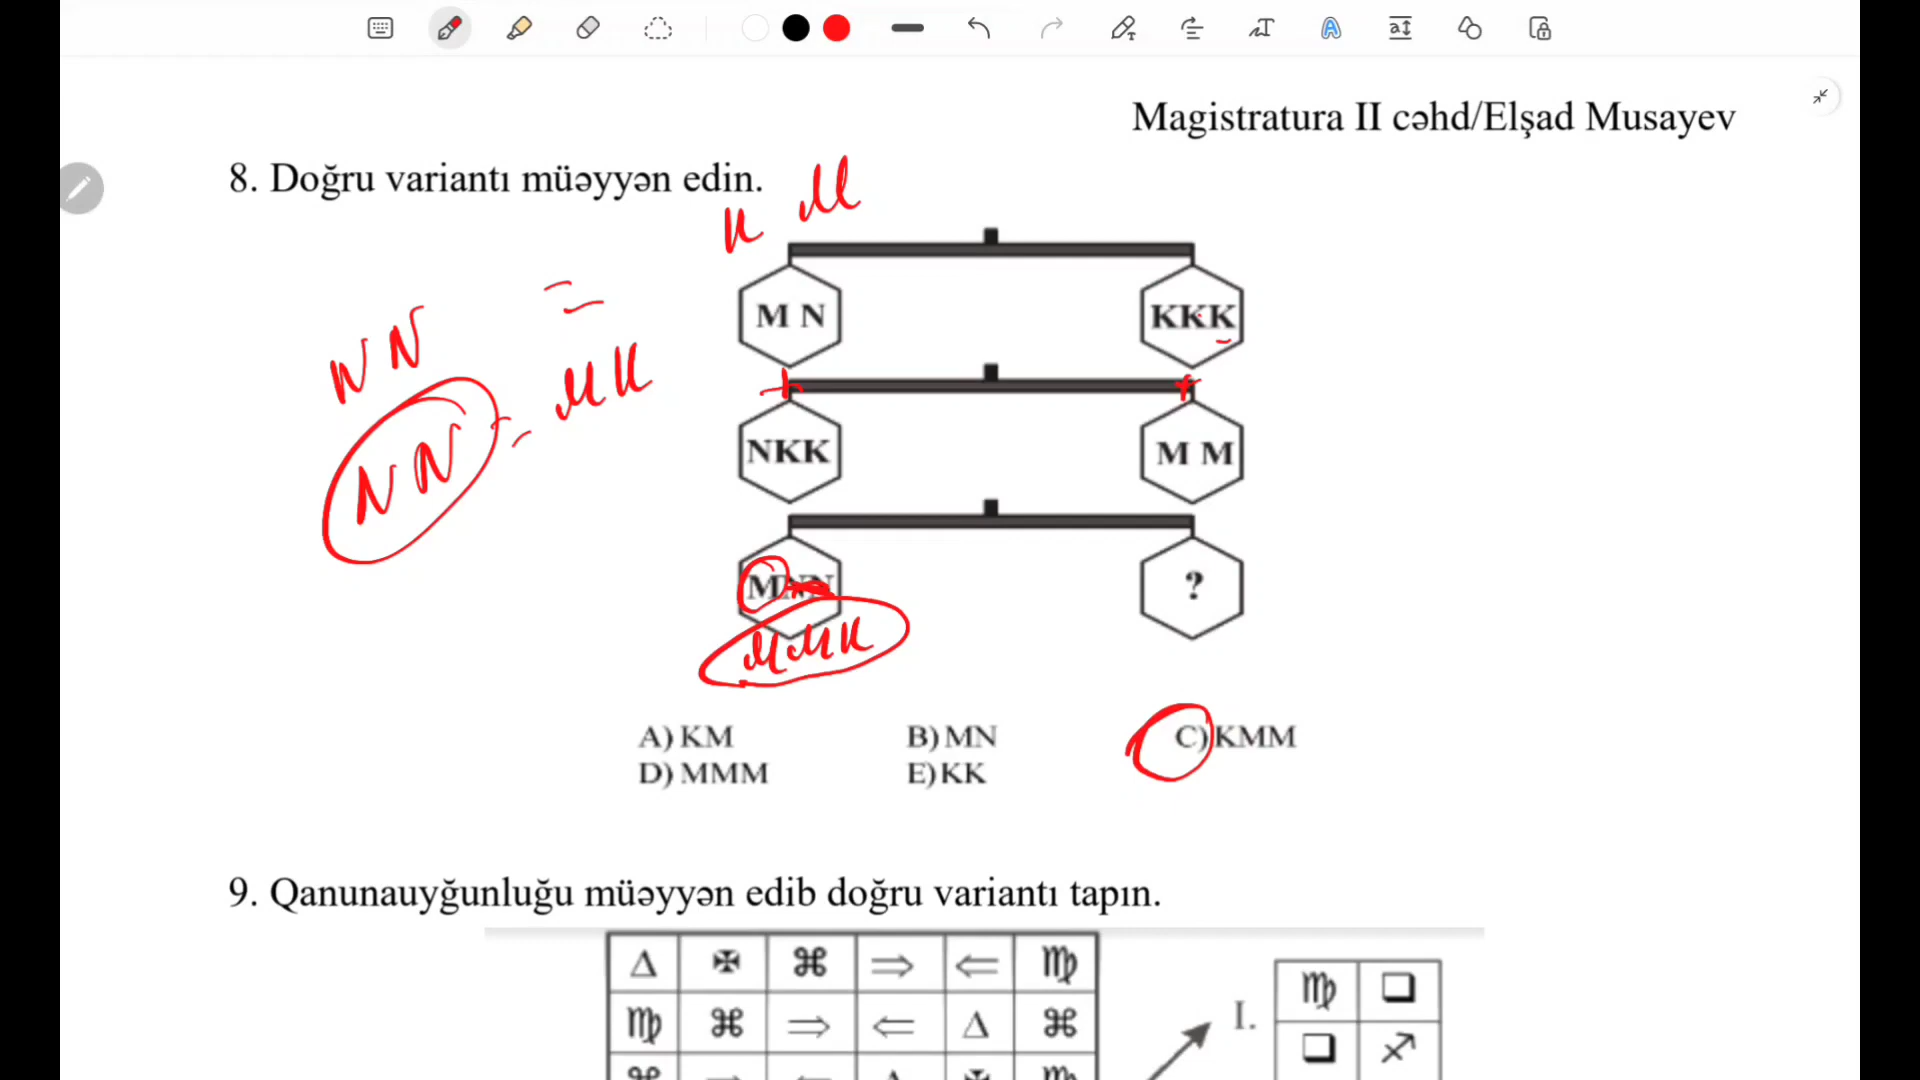 Magistratura II cəhd/Elşad Musayev
8. Doğru variantı müəyyən edin.
K M
M N KKK
N N =
N N = M K
NKK M M
MNN ?
M M K
A) KM B) MN C) KMM
D) MMM E) KK
9. Qanunauyğunluğu müəyyən edib doğru variantı tapın.
Δ ✠ ⌘ ⇒ ⇐ ♍
I. ♍ ❑
♍ ⌘ ⇒ ⇐ Δ ⌘
❑ ♐